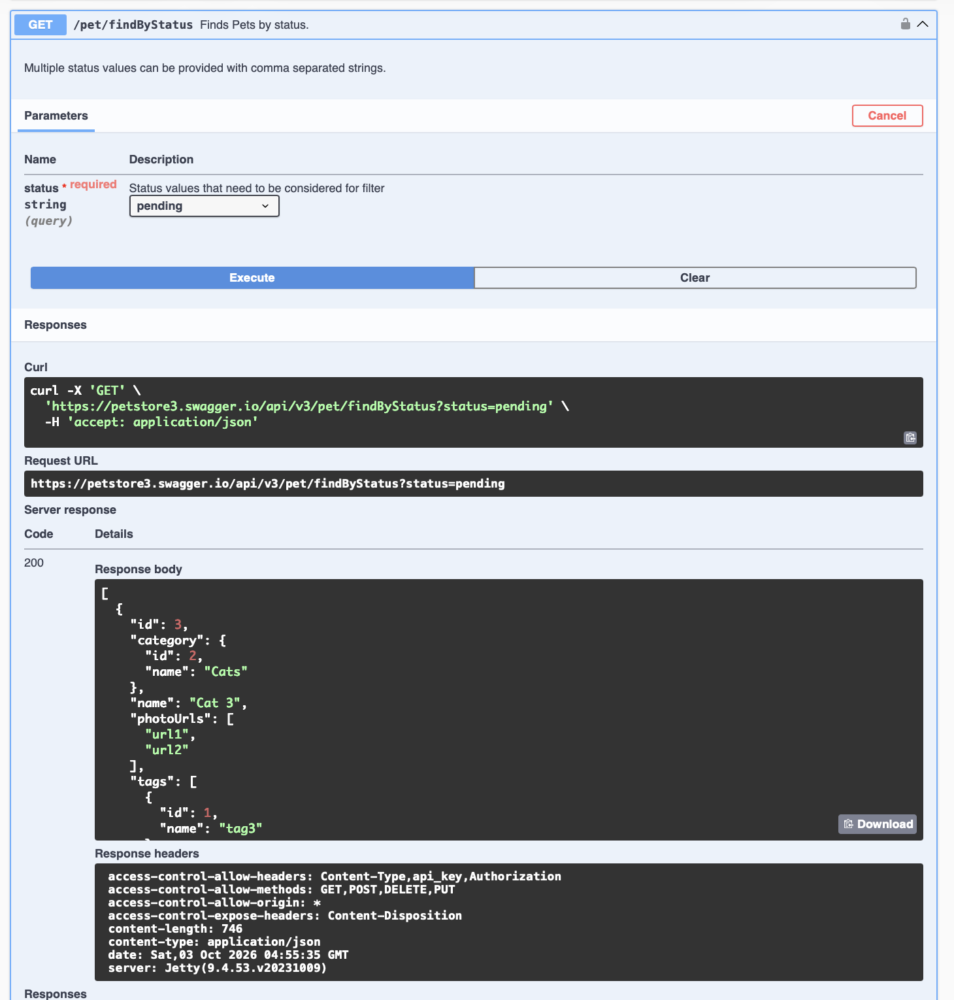 GET /pet/findByStatus Finds Pets by status.
Multiple status values can be provided with comma separated strings.
Parameters
Cancel
Name Description
status * required
string
(query)
Status values that need to be considered for filter
pending
Execute Clear
Responses
Curl
curl -X 'GET' \
  'https://petstore3.swagger.io/api/v3/pet/findByStatus?status=pending' \
  -H 'accept: application/json'
Request URL
https://petstore3.swagger.io/api/v3/pet/findByStatus?status=pending
Server response
Code Details
200
Response body
[
  {
    "id": 3,
    "category": {
      "id": 2,
      "name": "Cats"
    },
    "name": "Cat 3",
    "photoUrls": [
      "url1",
      "url2"
    ],
    "tags": [
      {
        "id": 1,
        "name": "tag3"
Download
Response headers
access-control-allow-headers: Content-Type,api_key,Authorization
access-control-allow-methods: GET,POST,DELETE,PUT
access-control-allow-origin: *
access-control-expose-headers: Content-Disposition
content-length: 746
content-type: application/json
date: Sat,03 Oct 2026 04:55:35 GMT
server: Jetty(9.4.53.v20231009)
Responses